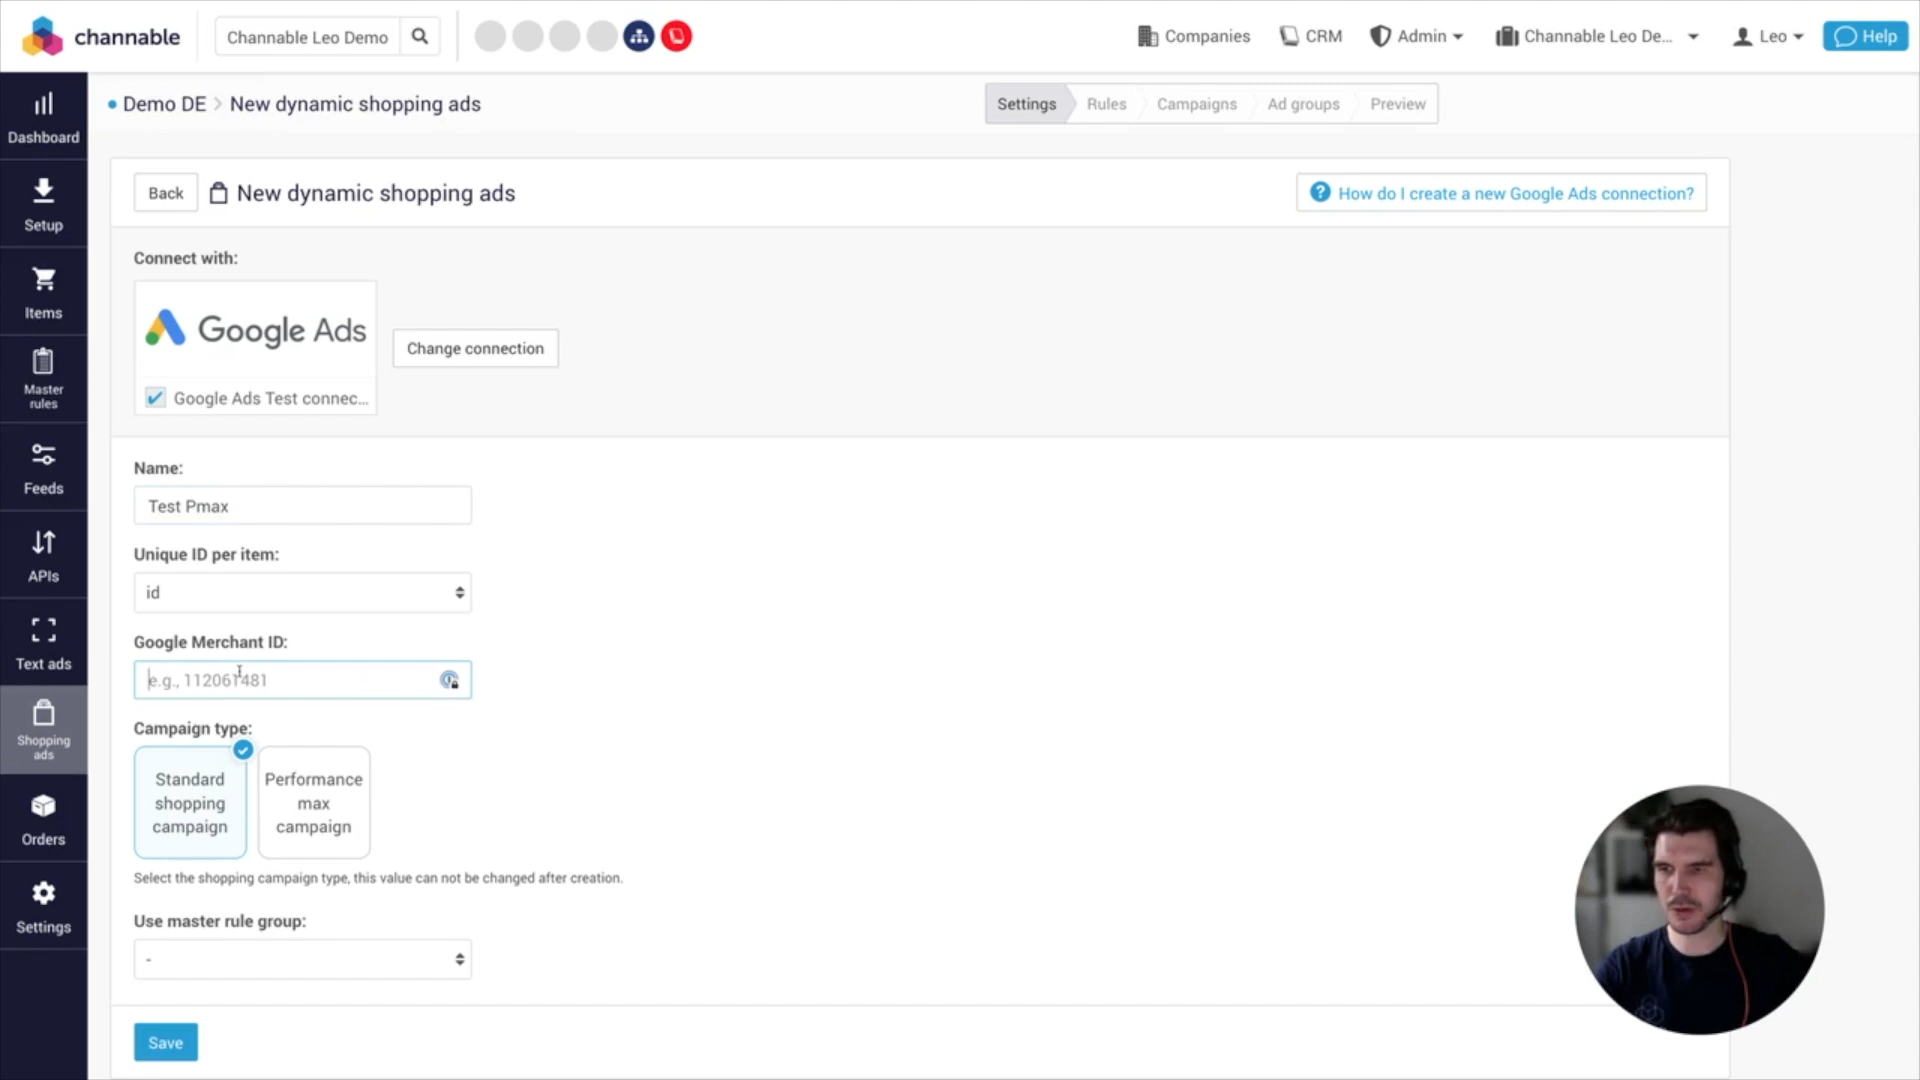 channable
Channable Leo Demo
Companies
CRM
Admin
Channable Leo De...
Leo
Help
Demo DE > New dynamic shopping ads
Settings
Rules
Campaigns
Ad groups
Preview
Dashboard
Setup
Items
Master
rules
Feeds
APIs
Text ads
Shopping
ads
Orders
Settings
Back
New dynamic shopping ads
How do I create a new Google Ads connection?
Connect with:
Google Ads
Change connection
Google Ads Test connec...
Name:
Test Pmax
Unique ID per item:
id
Google Merchant ID:
e.g., 112061481
Campaign type:
Standard
shopping
campaign
Performance
max
campaign
Select the shopping campaign type, this value can not be changed after creation.
Use master rule group:
-
Save